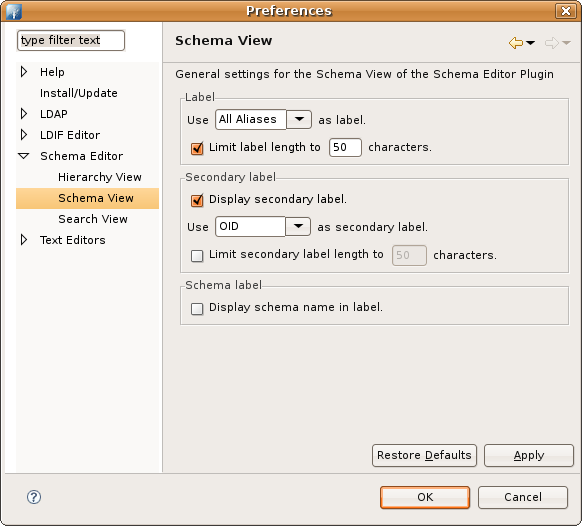 Preferences
type filter text
Help
Install/Update
LDAP
LDIF Editor
Schema Editor
Hierarchy View
Schema View
Search View
Text Editors
Schema View
General settings for the Schema View of the Schema Editor Plugin
Label
Use All Aliases as label.
Limit label length to 50 characters.
Secondary label
Display secondary label.
Use OID as secondary label.
Limit secondary label length to 50 characters.
Schema label
Display schema name in label.
Restore Defaults Apply
? OK Cancel